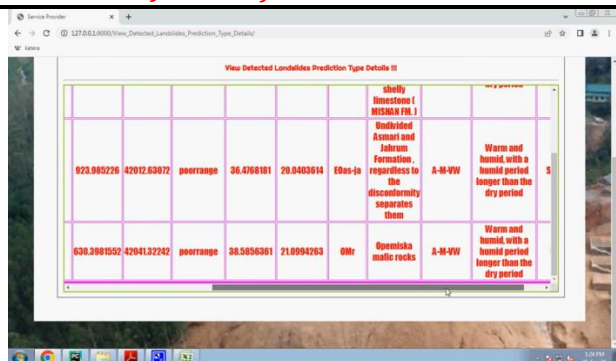 Service Provider
127.0.0.1:8000/View_Detected_Landslides_Prediction_Type_Details/
View Detected Landslides Prediction Type Details !!!
shelly
limestone (
MISHAN FM. )
923.985226 42012.63072 poorrange 36.4768181 20.0403614 EOas-ja
Undivided
Asmari and
Jahrum
Formation ,
regardless to
the
disconformity
separates
them
A-M-VW
Warm and
humid, with a
humid period
longer than the
dry period
S
630.3981552 42041.32242 poorrange 38.5856361 21.0994263 OMr
Opemiska
mafic rocks
A-M-VW
Warm and
humid, with a
humid period
longer than the
dry period
3:24 PM